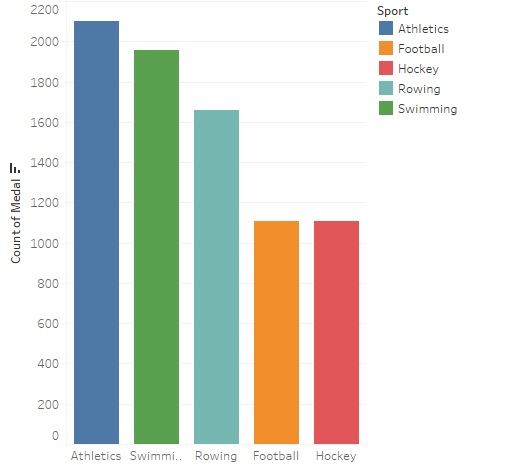 2200
2000
1800
1600
1400
1200
1000
800
600
400
200
0
Count of Medal
Athletics Swimmi.. Rowing Football Hockey
Sport
Athletics
Football
Hockey
Rowing
Swimming